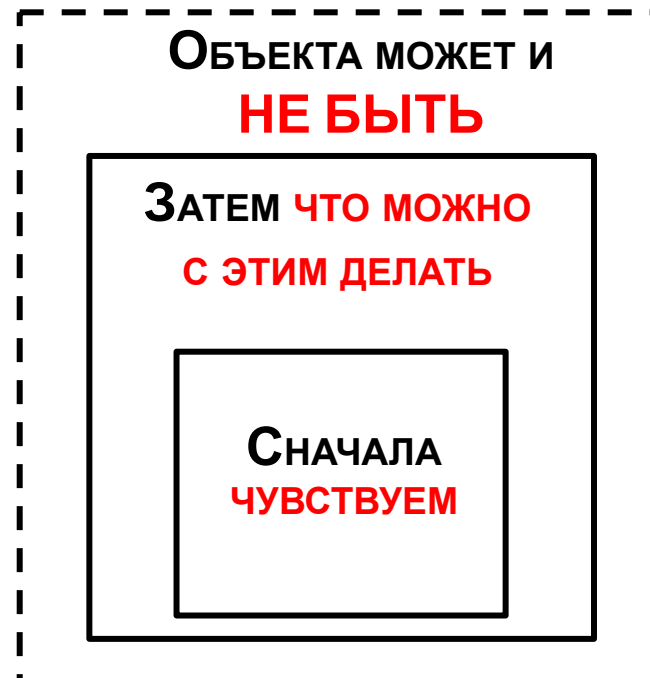 Объекта может и
НЕ БЫТЬ
Затем что можно
с этим делать
Сначала
чувствуем